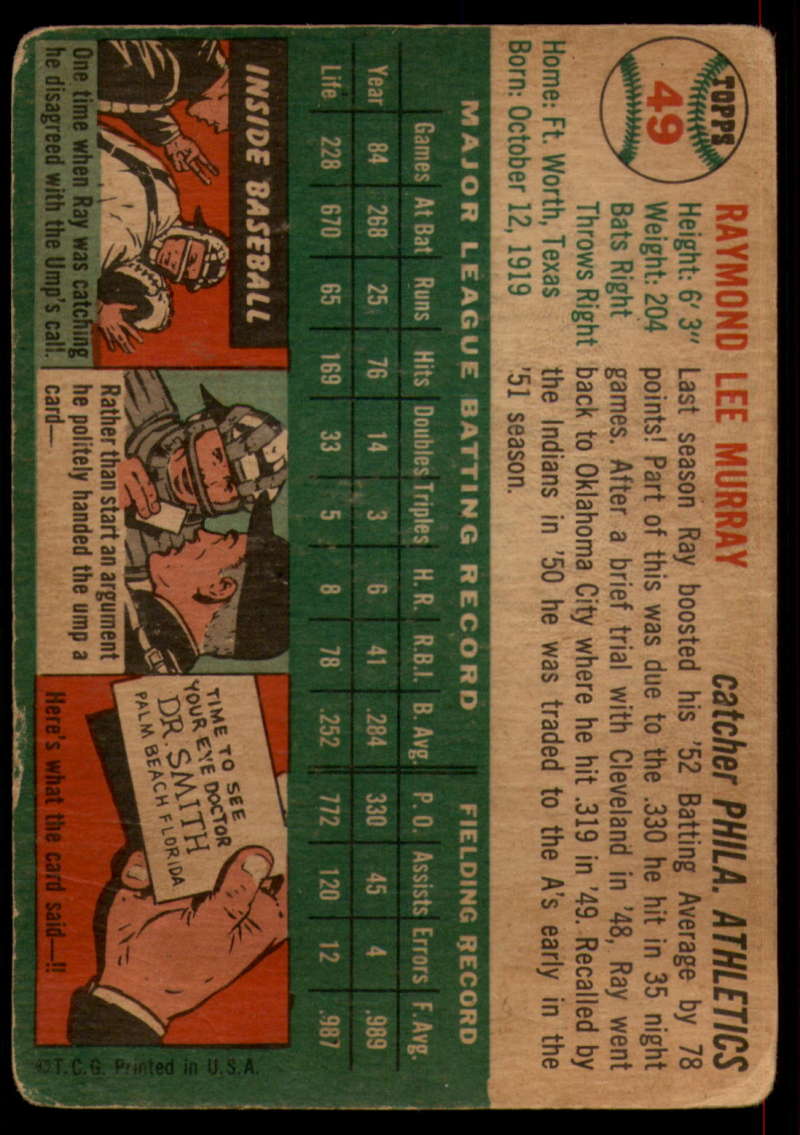 TOPPS
49
RAYMOND LEE MURRAY
catcher PHILA. ATHLETICS
Height: 6' 3"
Weight: 204
Bats Right
Throws Right
Home: Ft. Worth, Texas
Born: October 12, 1919
Last season Ray boosted his '52 Batting Average by 78
points! Part of this was due to the .330 he hit in 35 night
games. After a brief trial with Cleveland in '48, Ray went
back to Oklahoma City where he hit .319 in '49. Recalled by
the Indians in '50 he was traded to the A's early in the
'51 season.
MAJOR LEAGUE BATTING RECORD FIELDING RECORD
Games At Bat Runs Hits Doubles Triples H. R. R.B.I. B. Avg. P. O. Assists Errors F. Avg.
Year 84 268 25 76 14 3 6 41 .284 330 45 4 .989
Life 228 670 65 169 33 5 8 78 .252 772 120 12 .987
INSIDE BASEBALL
One time when Ray was catching
he disagreed with the Ump's call.
Rather than start an argument
he politely handed the ump a
card—
TIME TO SEE
YOUR EYE DOCTOR
DR. SMITH
PALM BEACH FLORIDA
Here's what the card said—!!
©T. C. G. Printed in U. S. A.